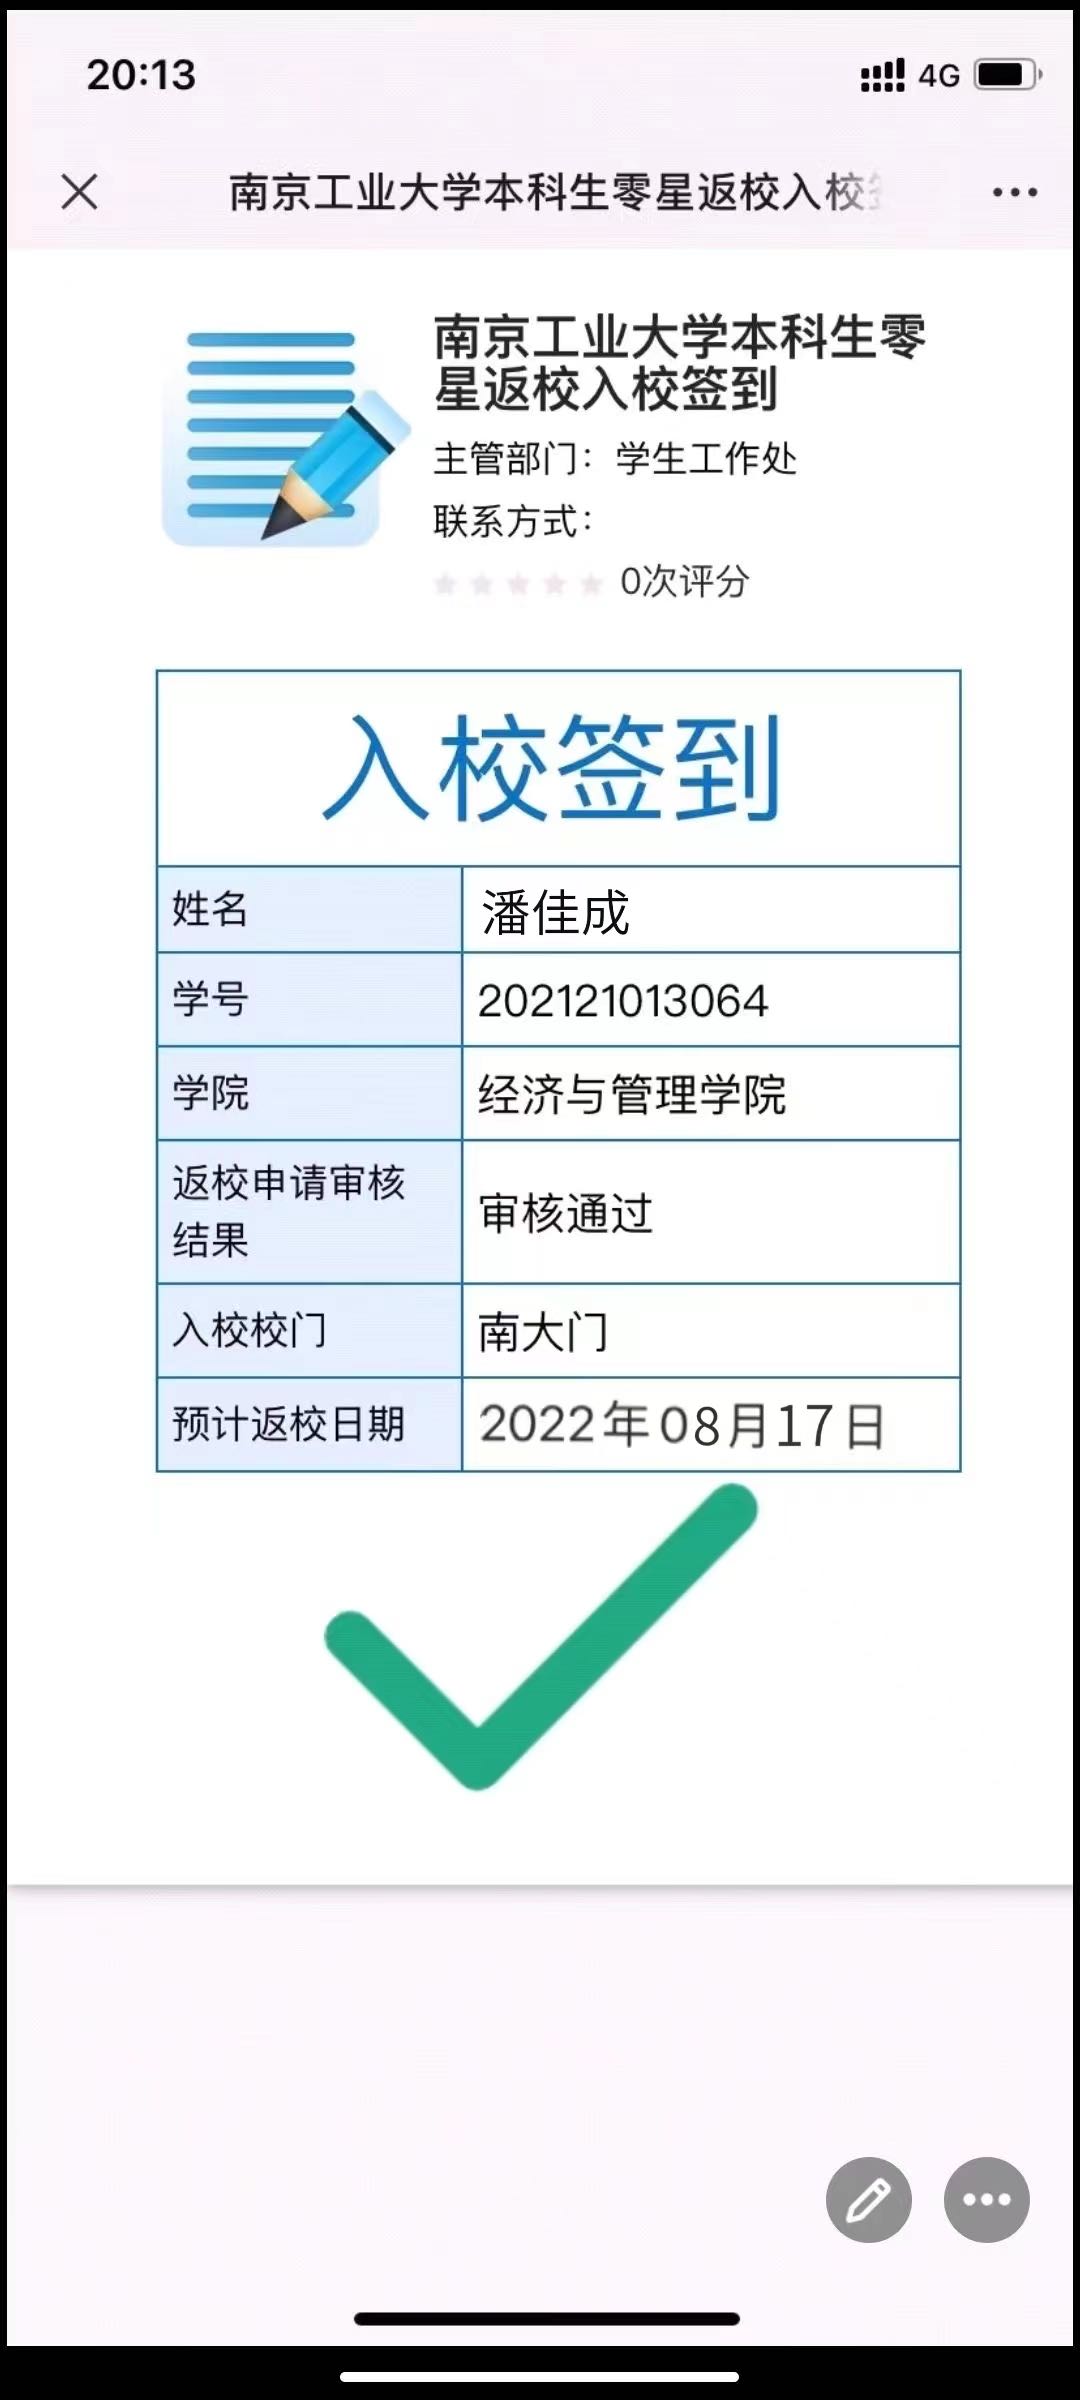 20:13
4G
南京工业大学本科生零星返校入校
南京工业大学本科生零
星返校入校签到
主管部门：学生工作处
联系方式：
0次评分
入校签到
姓名 潘佳成
学号 202121013064
学院 经济与管理学院
返校申请审核
结果 审核通过
入校校门 南大门
预计返校日期 2022年08月17日